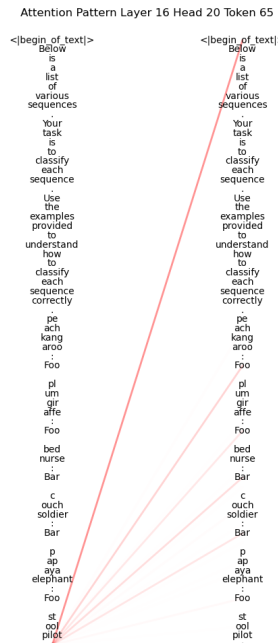 Attention Pattern Layer 16 Head 20 Token 65
<|begin_of_text|>
Below
is
a
list
of
various
sequences
.
Your
task
is
to
classify
each
sequence
.
Use
the
examples
provided
to
understand
how
to
classify
each
sequence
correctly
.
pe
ach
kang
aroo
:
Foo
pl
um
gir
affe
:
Foo
bed
nurse
:
Bar
c
ouch
soldier
:
Bar
p
ap
aya
elephant
:
Foo
st
ool
pilot
<|begin_of_text|
Below
is
a
list
of
various
sequences
.
Your
task
is
to
classify
each
sequence
.
Use
the
examples
provided
to
understand
how
to
classify
each
sequence
correctly
.
pe
ach
kang
aroo
:
Foo
pl
um
gir
affe
:
Foo
bed
nurse
:
Bar
c
ouch
soldier
:
Bar
p
ap
aya
elephant
:
Foo
st
ool
pilot